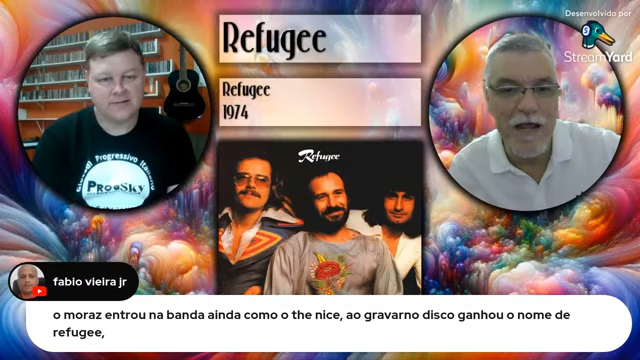 Desenvolvido por
StreamYard
Refugee
Refugee
1974
Refugee
Progressivo Italiano
ProgSky
fabio vieira jr
o moraz entrou na banda ainda como o the nice, ao gravarno disco ganhou o nome de
refugee,